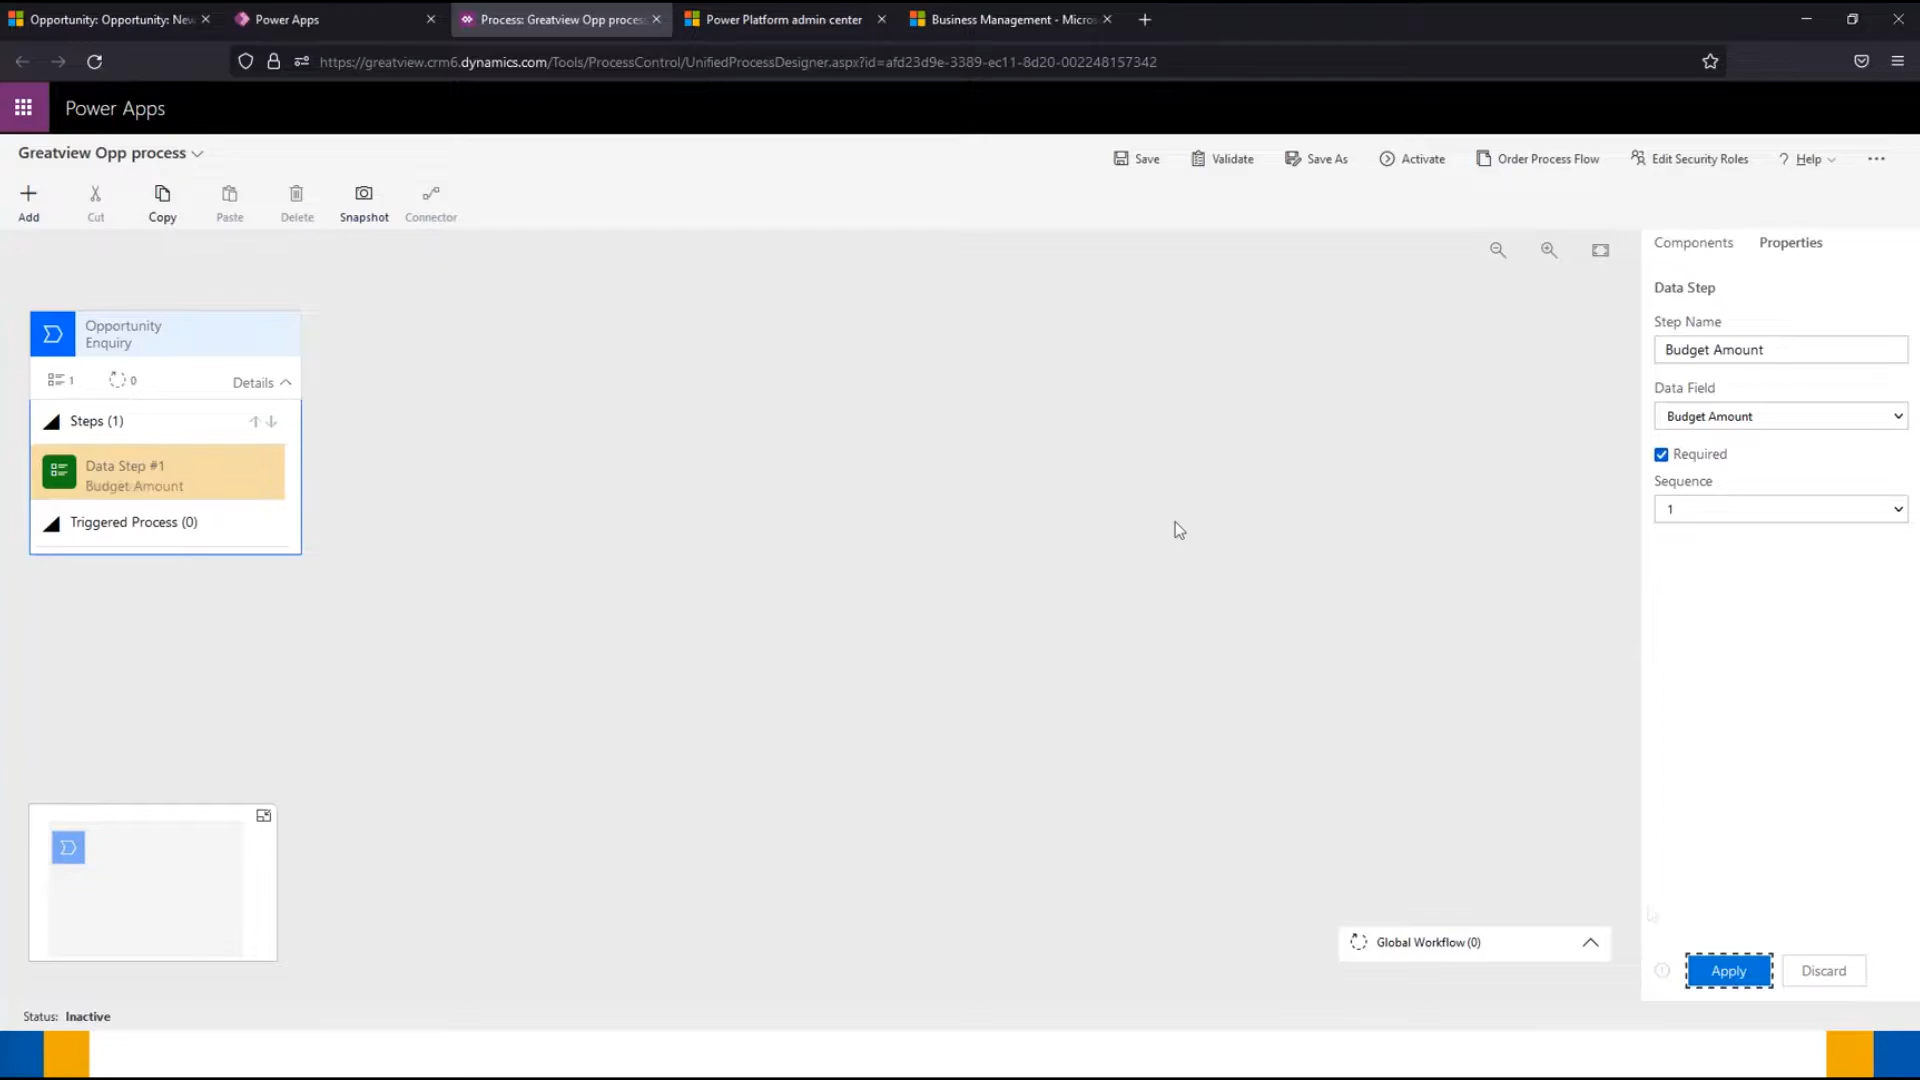 Opportunity: Opportunity: New
Power Apps
Process: Greatview Opp process
Power Platform admin center
Business Management - Micros
https://greatview.crm6.dynamics.com/Tools/ProcessControl/UnifiedProcessDesigner.aspx?id=afd23d9e-3389-ec11-8d20-002248157342
Power Apps
Greatview Opp process
Save
Validate
Save As
Activate
Order Process Flow
Edit Security Roles
? Help
Add
Cut
Copy
Paste
Delete
Snapshot
Connector
Components
Properties
Data Step
Step Name
Budget Amount
Data Field
Budget Amount
Required
Sequence
1
Opportunity
Enquiry
1
0
Details
Steps (1)
Data Step #1
Budget Amount
Triggered Process (0)
Global Workflow (0)
Apply
Discard
Status: Inactive